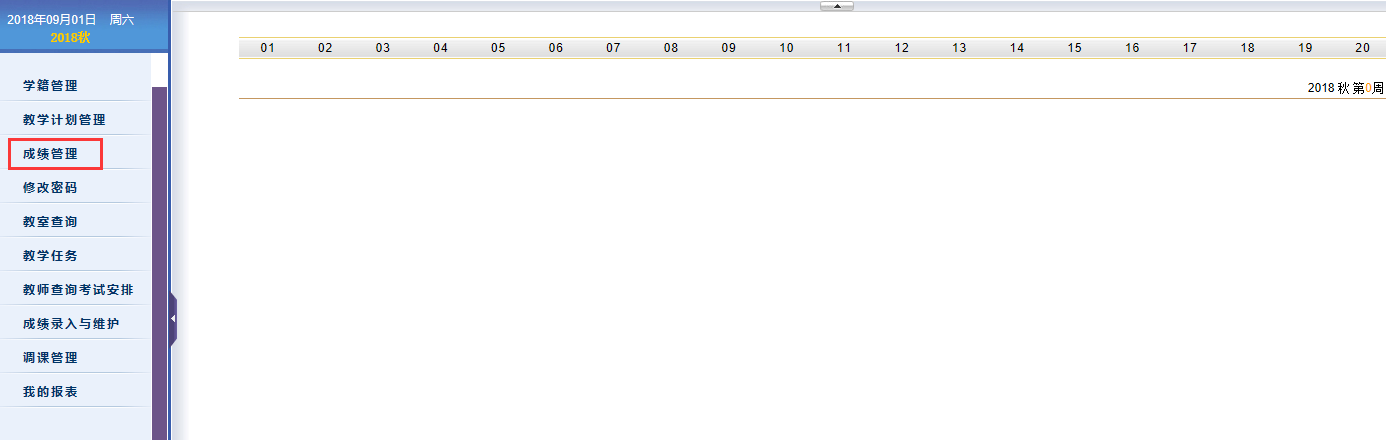 2018年09月01日 周六
2018秋
学籍管理
教学计划管理
成绩管理
修改密码
教室查询
教学任务
教师查询考试安排
成绩录入与维护
调课管理
我的报表
01 02 03 04 05 06 07 08 09 10 11 12 13 14 15 16 17 18 19 20
2018 秋 第0周